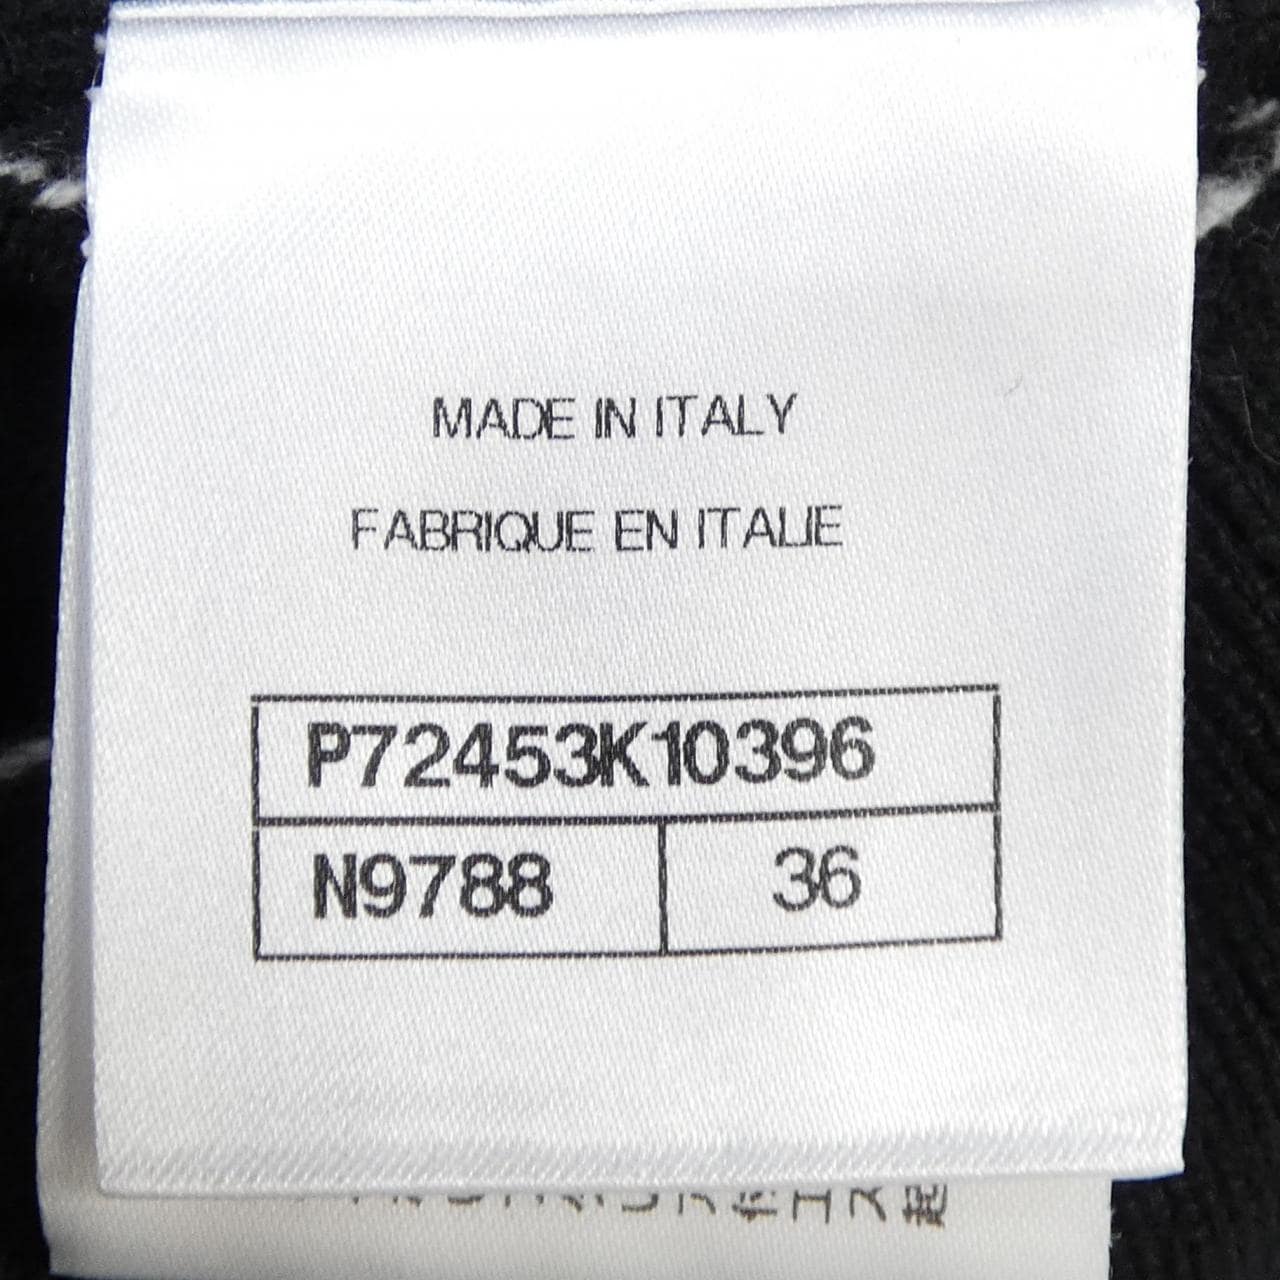 MADE IN ITALY
FABRIQUE EN ITALIE
P72453K10396
N9788 36